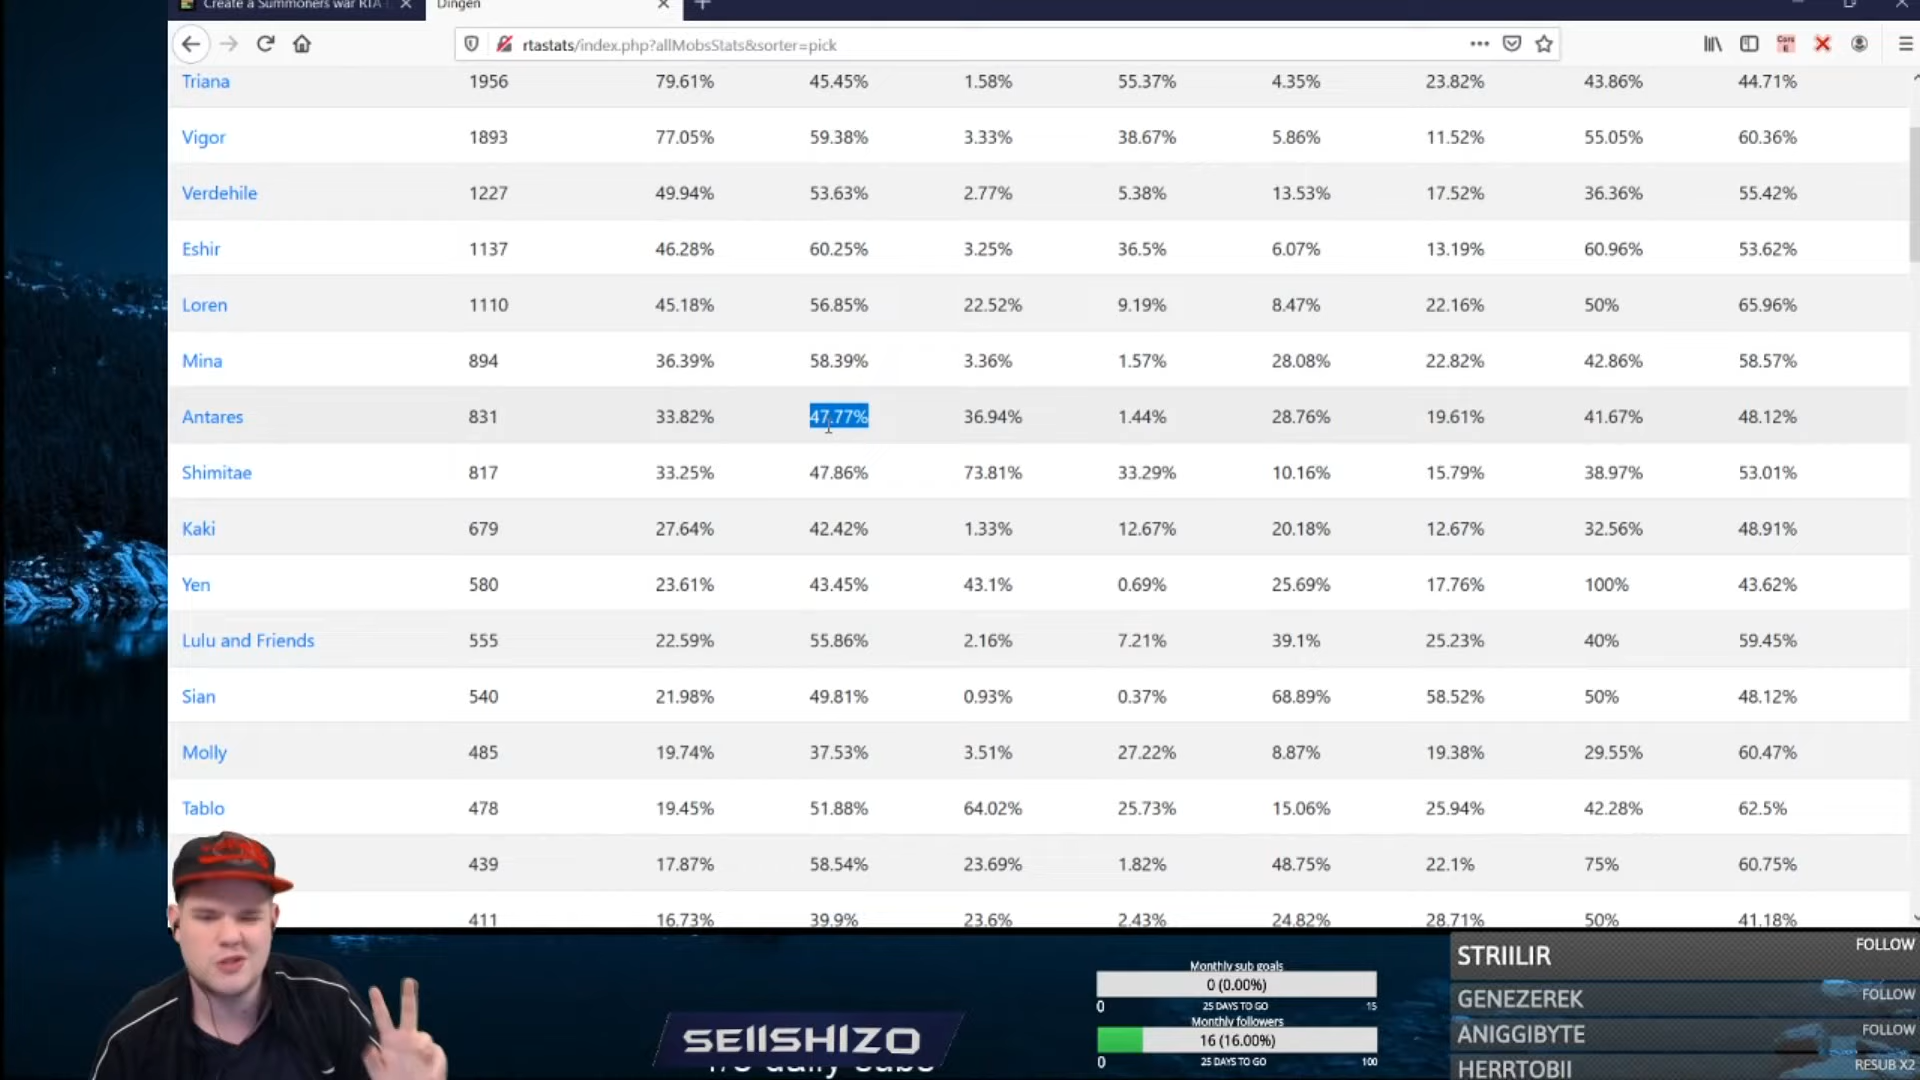 Create a Summoners war RTA
Dingen
rtastats/index.php?allMobsStats&sorter=pick
Triana 1956 79.61% 45.45% 1.58% 55.37% 4.35% 23.82% 43.86% 44.71%
Vigor 1893 77.05% 59.38% 3.33% 38.67% 5.86% 11.52% 55.05% 60.36%
Verdehile 1227 49.94% 53.63% 2.77% 5.38% 13.53% 17.52% 36.36% 55.42%
Eshir 1137 46.28% 60.25% 3.25% 36.5% 6.07% 13.19% 60.96% 53.62%
Loren 1110 45.18% 56.85% 22.52% 9.19% 8.47% 22.16% 50% 65.96%
Mina 894 36.39% 58.39% 3.36% 1.57% 28.08% 22.82% 42.86% 58.57%
Antares 831 33.82% 47.77% 36.94% 1.44% 28.76% 19.61% 41.67% 48.12%
Shimitae 817 33.25% 47.86% 73.81% 33.29% 10.16% 15.79% 38.97% 53.01%
Kaki 679 27.64% 42.42% 1.33% 12.67% 20.18% 12.67% 32.56% 48.91%
Yen 580 23.61% 43.45% 43.1% 0.69% 25.69% 17.76% 100% 43.62%
Lulu and Friends 555 22.59% 55.86% 2.16% 7.21% 39.1% 25.23% 40% 59.45%
Sian 540 21.98% 49.81% 0.93% 0.37% 68.89% 58.52% 50% 48.12%
Molly 485 19.74% 37.53% 3.51% 27.22% 8.87% 19.38% 29.55% 60.47%
Tablo 478 19.45% 51.88% 64.02% 25.73% 15.06% 25.94% 42.28% 62.5%
439 17.87% 58.54% 23.69% 1.82% 48.75% 22.1% 75% 60.75%
411 16.73% 39.9% 23.6% 2.43% 24.82% 28.71% 50% 41.18%
SEllSHIZO
daily subs
Monthly sub goals
0 (0.00%)
0 25 DAYS TO GO 15
Monthly followers
16 (16.00%)
0 25 DAYS TO GO 100
STRIILIR FOLLOW
GENEZEREK FOLLOW
ANIGGIBYTE FOLLOW
HERRTOBII RESUB X2